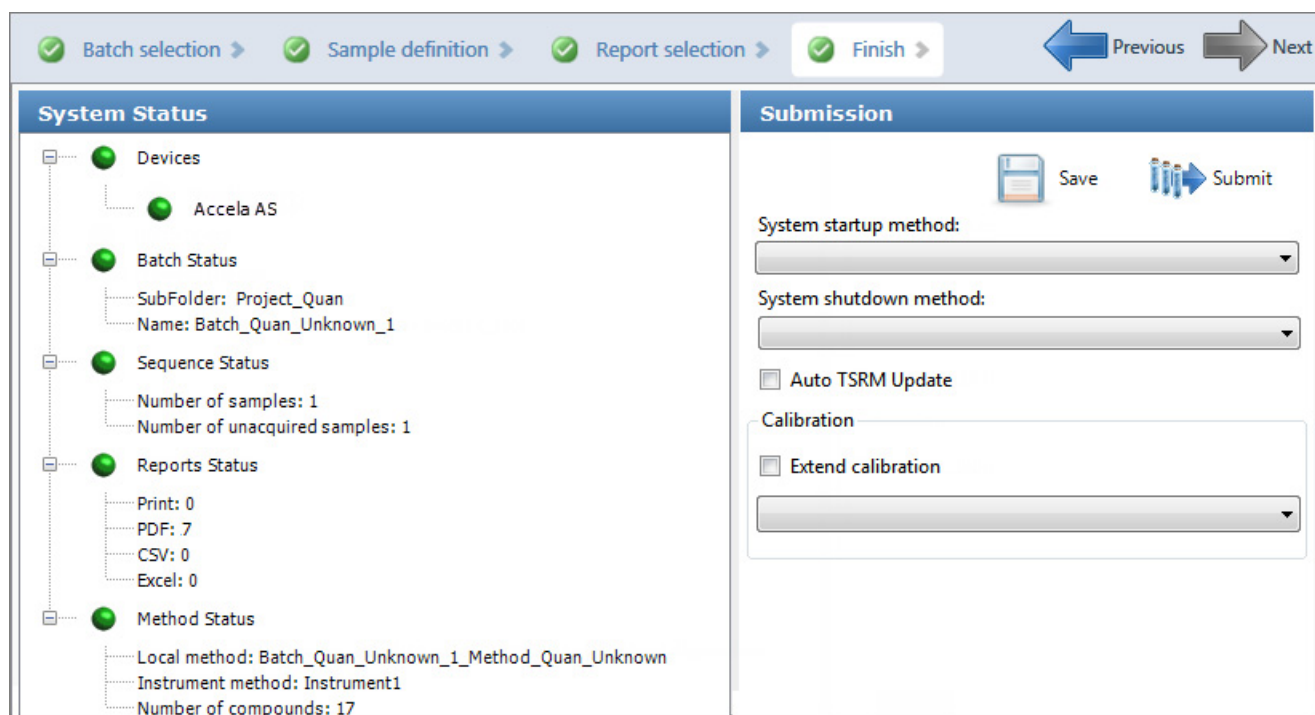 Batch selection
Sample definition
Report selection
Finish
Previous
Next
System Status
Devices
Accela AS
Batch Status
SubFolder: Project_Quan
Name: Batch_Quan_Unknown_1
Sequence Status
Number of samples: 1
Number of unacquired samples: 1
Reports Status
Print: 0
PDF: 7
CSV: 0
Excel: 0
Method Status
Local method: Batch_Quan_Unknown_1_Method_Quan_Unknown
Instrument method: Instrument1
Number of compounds: 17
Submission
Save
Submit
System startup method:
System shutdown method:
Auto TSRM Update
Calibration
Extend calibration